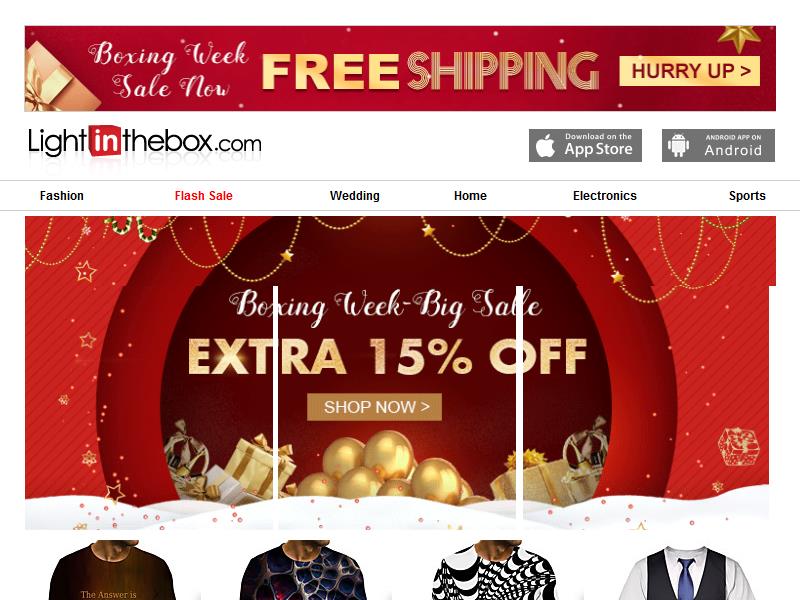 Boxing Week
Sale Now
FREE SHIPPING
HURRY UP >
Lightinthebox.com
Download on the
App Store
ANDROID APP ON
Android
Fashion Flash Sale Wedding Home Electronics Sports
Boxing Week-Big Salle
EXTRA 15% OFF
SHOP NOW >
The Answer is